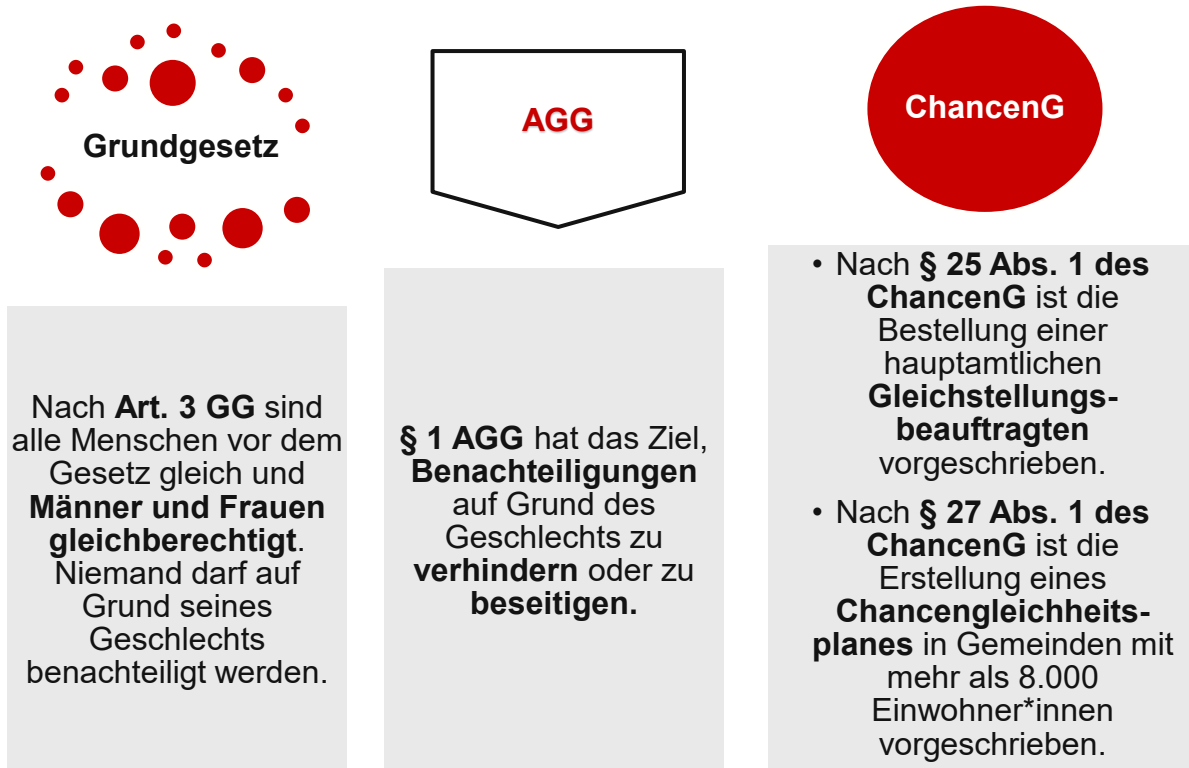 Grundgesetz
Nach Art. 3 GG sind
alle Menschen vor dem
Gesetz gleich und
Männer und Frauen
gleichberechtigt.
Niemand darf auf
Grund seines
Geschlechts
benachteiligt werden.
AGG
§ 1 AGG hat das Ziel,
Benachteiligungen
auf Grund des
Geschlechts zu
verhindern oder zu
beseitigen.
ChancenG
• Nach § 25 Abs. 1 des
ChancenG ist die
Bestellung einer
hauptamtlichen
Gleichstellungs-
beauftragten
vorgeschrieben.
• Nach § 27 Abs. 1 des
ChancenG ist die
Erstellung eines
Chancengleichheits-
planes in Gemeinden mit
mehr als 8.000
Einwohner*innen
vorgeschrieben.